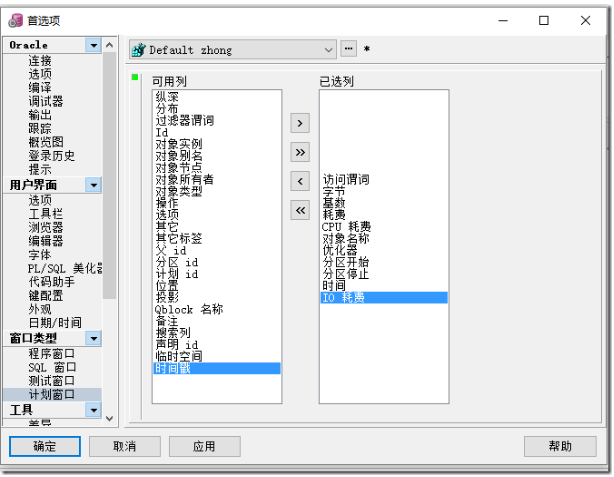 首选项
Oracle
连接
选项
编译
调试器
输出
跟踪
概览图
登录历史
提示
用户界面
选项
工具栏
浏览器
编辑器
字体
PL/SQL 美化器
代码助手
键配置
外观
日期/时间
窗口类型
程序窗口
SQL 窗口
测试窗口
计划窗口
工具
差异
Default zhong
*
可用列
纵深
分布
过滤器谓词
Id
对象实例
对象别名
对象节点
对象所有者
对象类型
操作
选项
其它
其它标签
父 id
分区 id
计划 id
位置
投影
Qblock 名称
备注
搜索列
声明 id
临时空间
时间戳
>
>>
<
<<
已选列
访问谓词
字节
基数
耗费
CPU 耗费
对象名称
优化器
分区开始
分区停止
时间
IO 耗费
确定
取消
应用
帮助